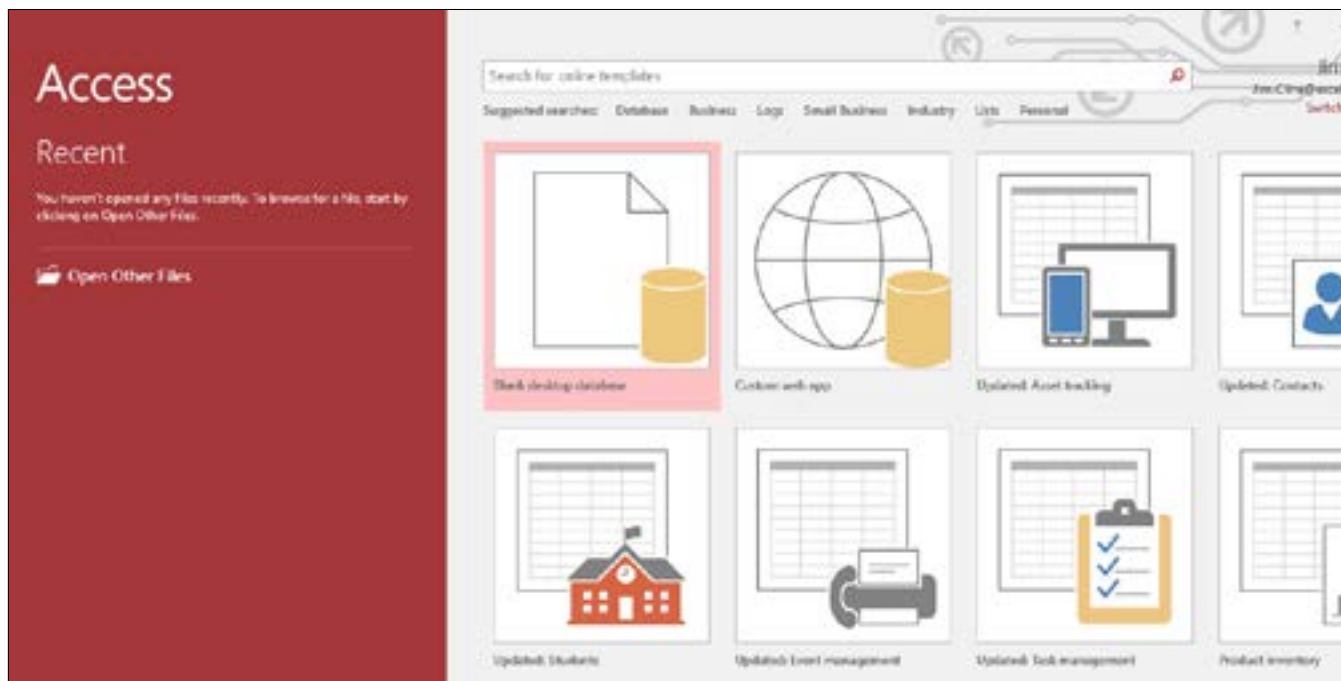 Access
Recent
You haven't opened any files recently. To browse for a file, start by
clicking on Open Other Files.
Open Other Files
Search for online templates
Suggested searches: Database Business Logs Small Business Industry Lists Personal
?
Switch
Blank desktop database
Custom web app
Updated: Asset tracking
Updated: Contacts
Updated: Students
Updated: Event management
Updated: Task management
Product inventory